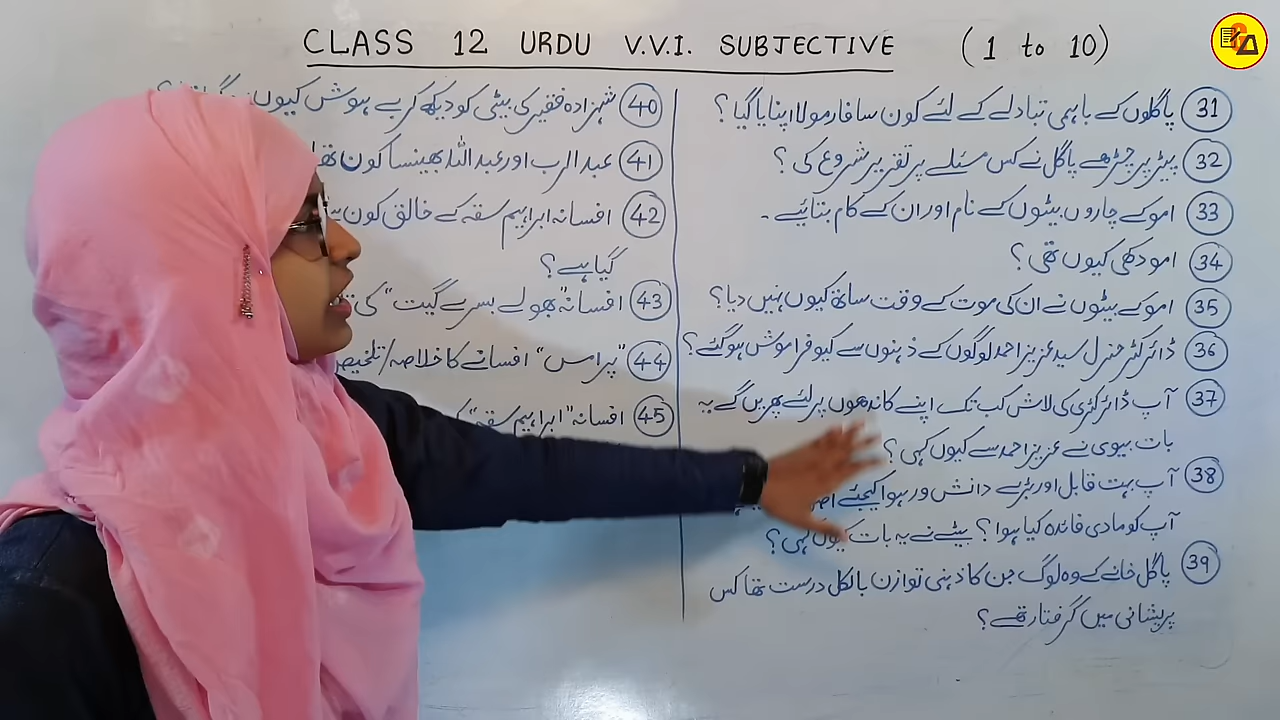 CLASS 12 URDU V.V.I. SUBJECTIVE (1 to 10)
31 پاگلوں کے باہمی تبادلے کے لئے کون سا فارمولا اپنایا گیا؟
32 پیڑ پر چڑھے پاگل نے کس مسئلے پر تقریر شروع کی؟
33 امو کے چاروں بیٹوں کے نام اور ان کے کام بتائیے۔
34 امو دکھی کیوں تھی؟
35 امو کے بیٹوں نے ان کی موت کے وقت ساتھ کیوں نہیں دیا؟
36 ڈائرکٹر جنرل سید عزیز احمد لوگوں کے ذہنوں سے کیو فراموش ہو گئے؟
37 آپ ڈائرکٹری کی لاش کب تک اپنے کاندھوں پر لئے پھریں گے یہ
بات بیوی نے عزیز احمد سے کیوں کہی؟
38 آپ بہت قابل اور بڑے دانش ور ہوا کیجئے
آپ کو مادی فائدہ کیا ہوا؟ بیٹے نے یہ بات کیوں کہی؟
39 پاگل خانے کے وہ لوگ جن کا ذہنی توازن بالکل درست تھا کس
پریشانی میں گرفتار تھے؟
40 شہزادہ فقیر کی بیٹی کو دیکھ کر بے ہوش کیوں
41 عبدالرب اور عبداللہ بھینسا کون تھا
42 افسانہ ابراہیم سقہ کے خالق کون
گیا ہے؟
43 افسانہ "بھولے بسرے گیت" کی
44 "پرامس" افسانے کا خلاصہ/تلخیص
45 افسانہ "ابراہیم سقہ"